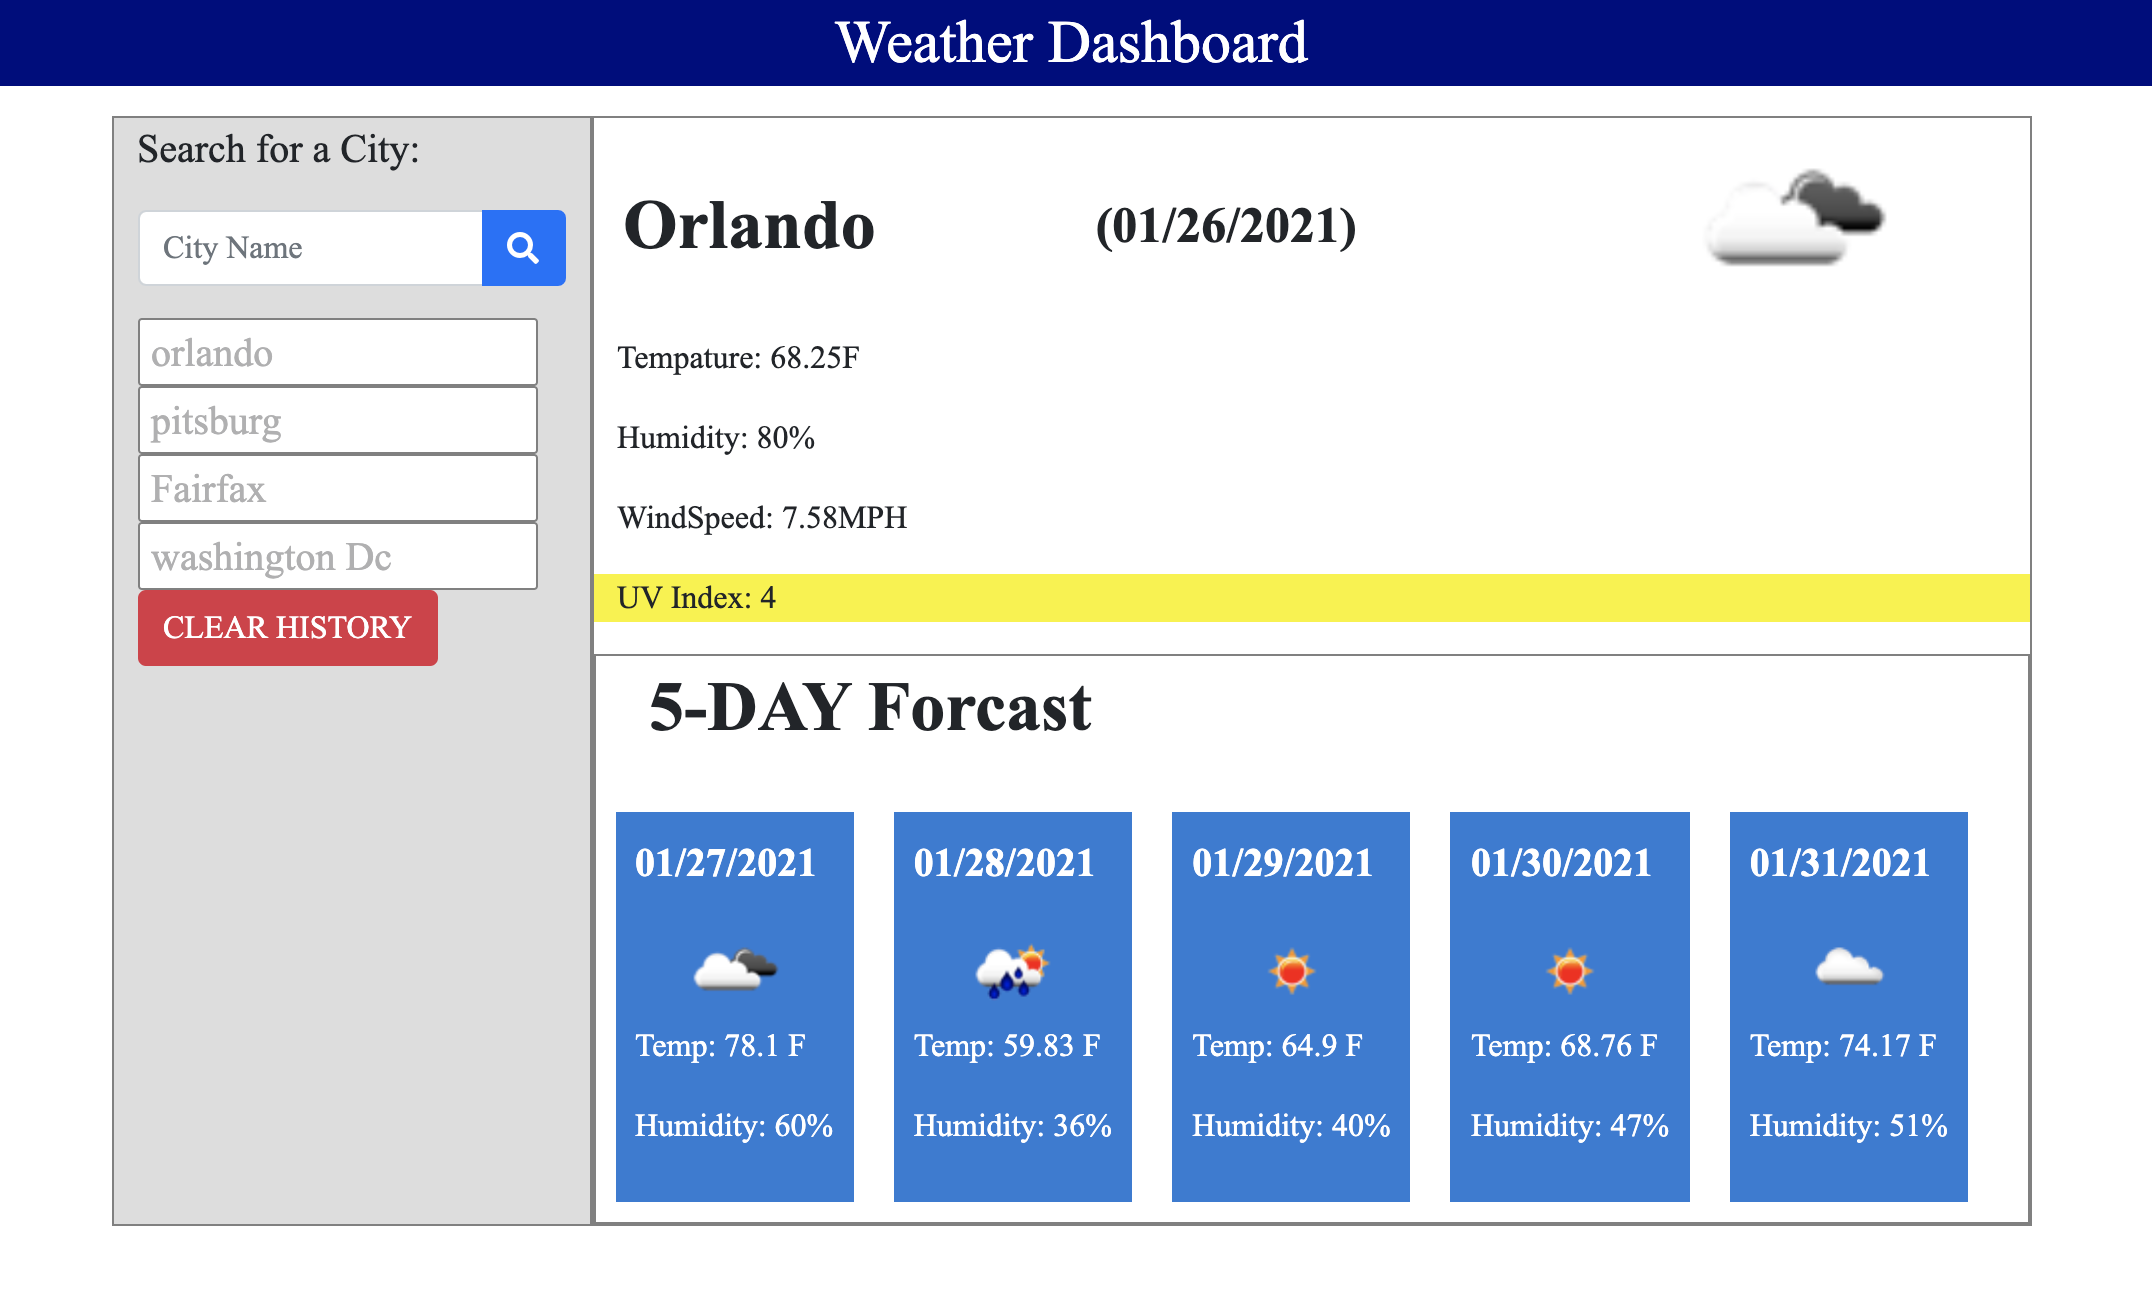 Weather Dashboard
Search for a City:
City Name
orlando
pitsburg
Fairfax
washington Dc
CLEAR HISTORY
Orlando (01/26/2021)
Tempature: 68.25F
Humidity: 80%
WindSpeed: 7.58MPH
UV Index: 4
5-DAY Forcast
01/27/2021
Temp: 78.1 F
Humidity: 60%
01/28/2021
Temp: 59.83 F
Humidity: 36%
01/29/2021
Temp: 64.9 F
Humidity: 40%
01/30/2021
Temp: 68.76 F
Humidity: 47%
01/31/2021
Temp: 74.17 F
Humidity: 51%